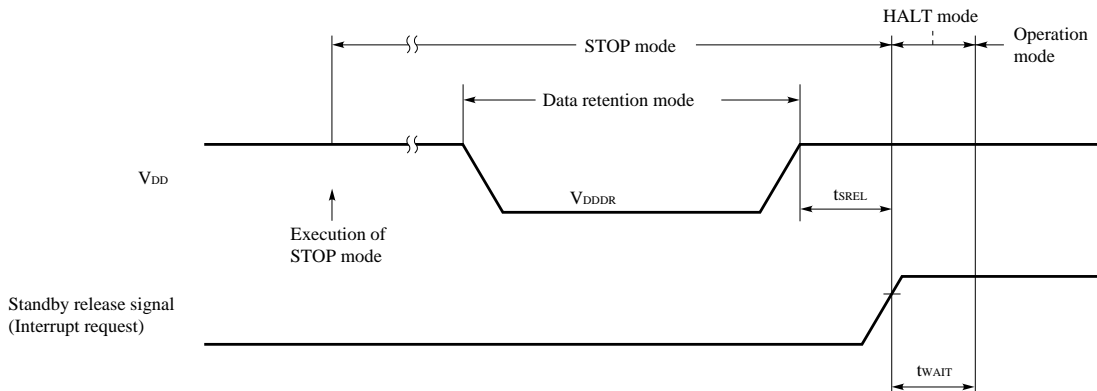 HALT mode
STOP mode
Operation
mode
Data retention mode
VDD
VDDDR
tSREL
Execution of
STOP mode
Standby release signal
(Interrupt request)
tWAIT